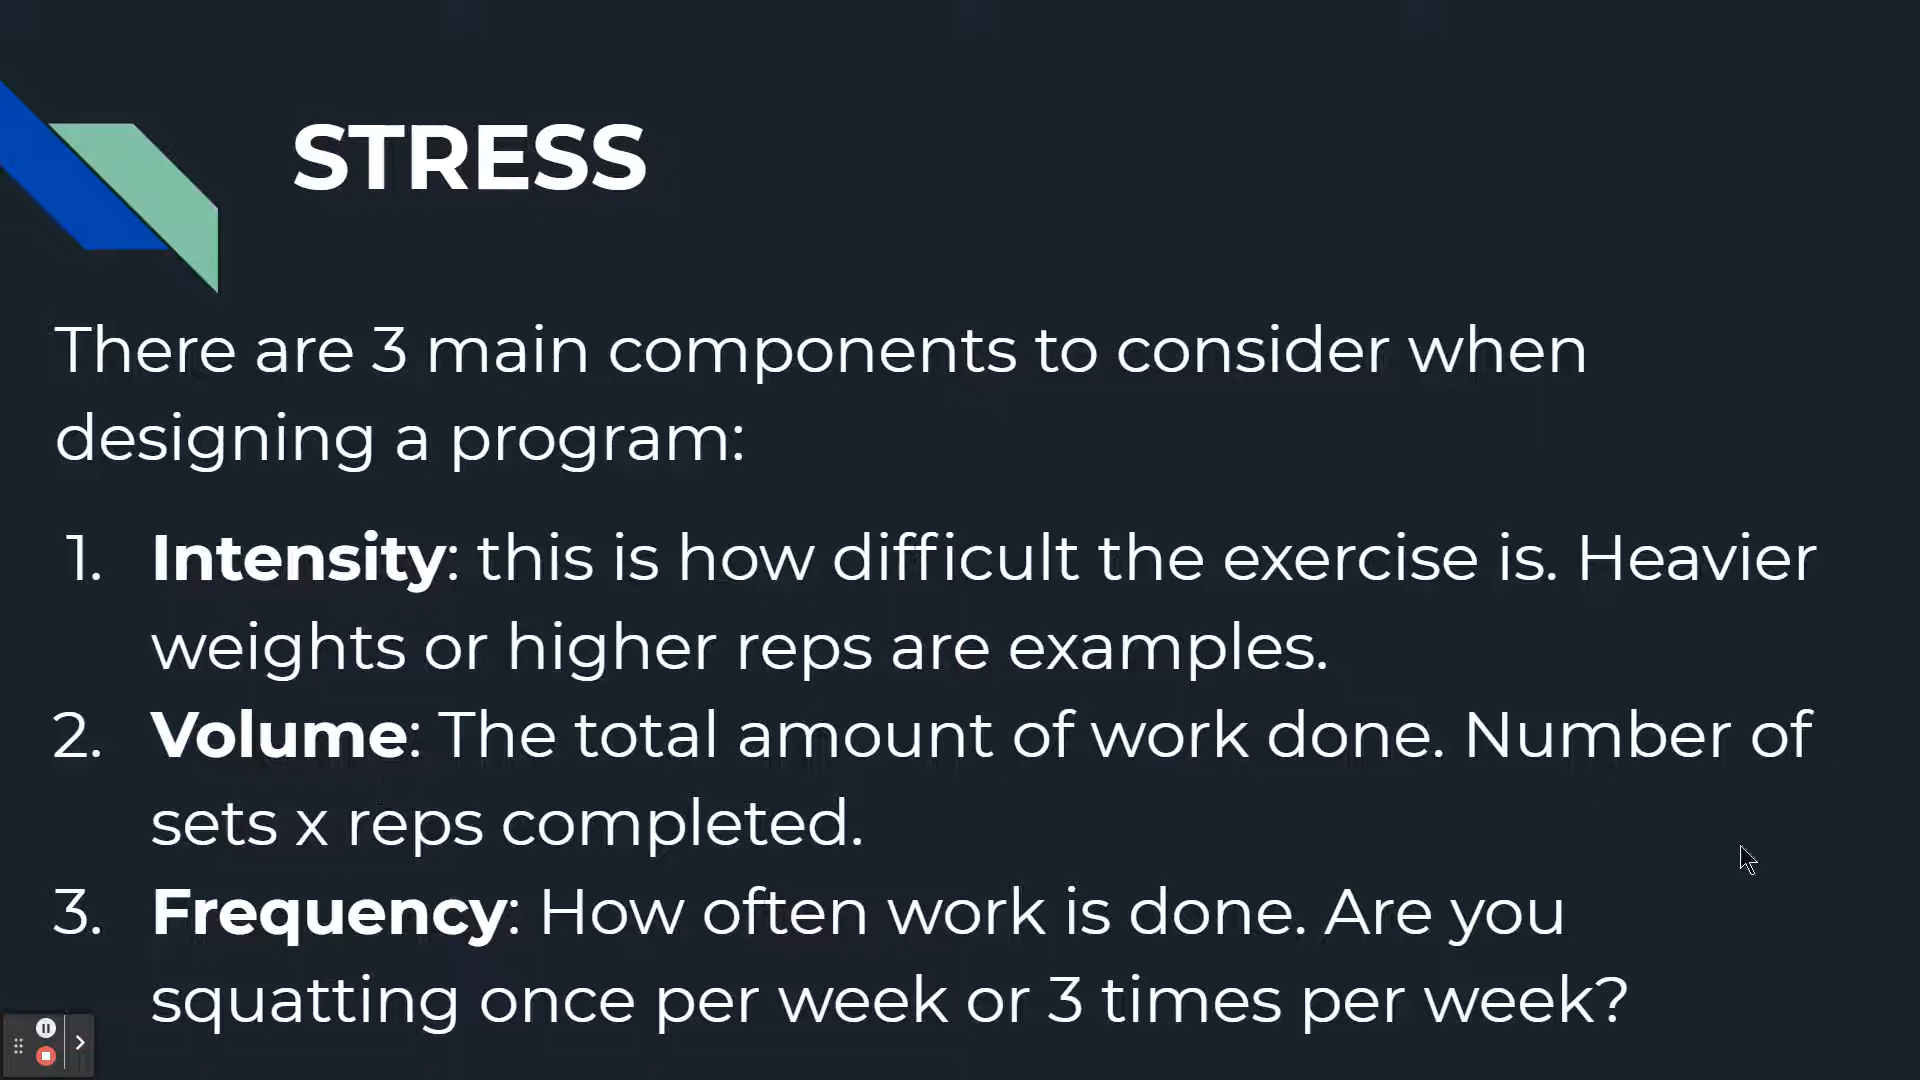 STRESS
There are 3 main components to consider when
designing a program:
1. Intensity: this is how difficult the exercise is. Heavier
weights or higher reps are examples.
2. Volume: The total amount of work done. Number of
sets x reps completed.
3. Frequency: How often work is done. Are you
squatting once per week or 3 times per week?